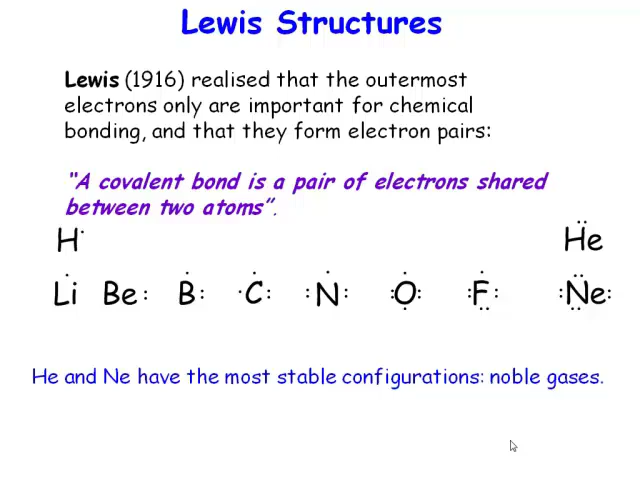 Lewis Structures
Lewis (1916) realised that the outermost
electrons only are important for chemical
bonding, and that they form electron pairs:
“A covalent bond is a pair of electrons shared
between two atoms”.
H He
Li Be B C N O F Ne
He and Ne have the most stable configurations: noble gases.